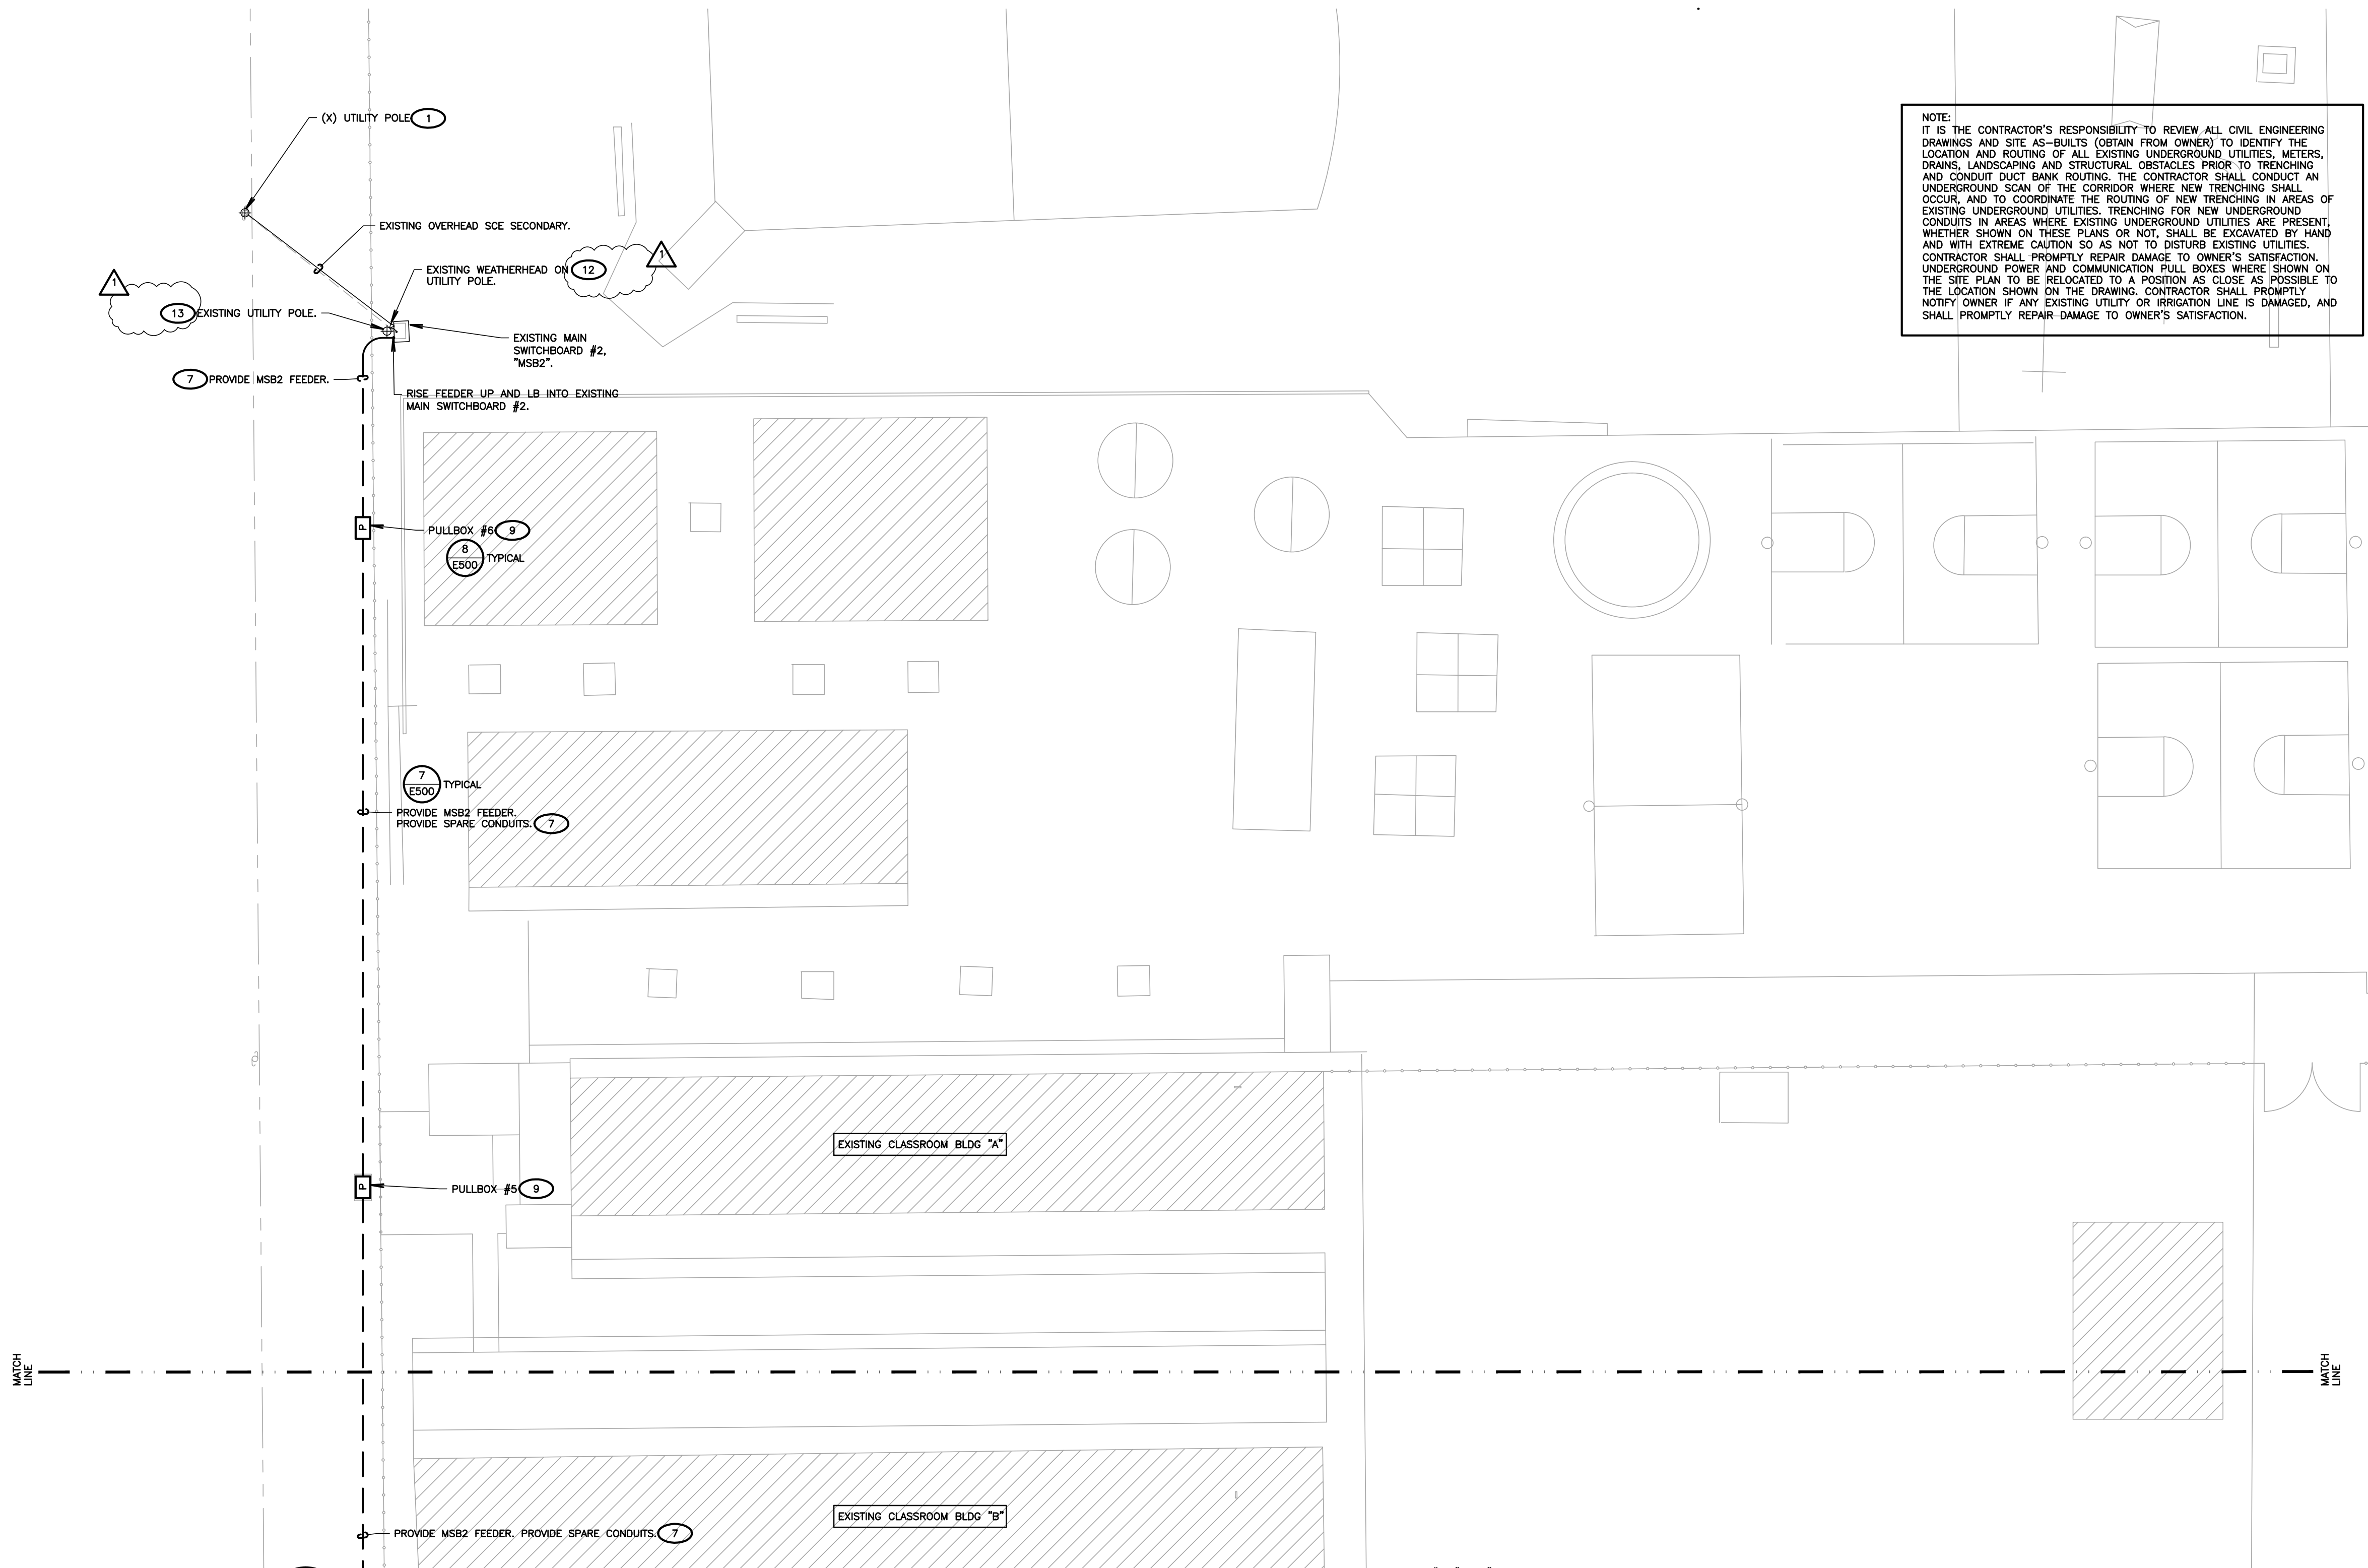 (X) UTILITY POLE 1
NOTE:
IT IS THE CONTRACTOR'S RESPONSIBILITY TO REVIEW ALL CIVIL ENGINEERING
DRAWINGS AND SITE AS-BUILTS (OBTAIN FROM OWNER) TO IDENTIFY THE
LOCATION AND ROUTING OF ALL EXISTING UNDERGROUND UTILITIES, METERS,
DRAINS, LANDSCAPING AND STRUCTURAL OBSTACLES PRIOR TO TRENCHING
AND CONDUIT DUCT BANK ROUTING. THE CONTRACTOR SHALL CONDUCT AN
UNDERGROUND SCAN OF THE CORRIDOR WHERE NEW TRENCHING SHALL
OCCUR, AND TO COORDINATE THE ROUTING OF NEW TRENCHING IN AREAS OF
EXISTING UNDERGROUND UTILITIES. TRENCHING FOR NEW UNDERGROUND
CONDUITS IN AREAS WHERE EXISTING UNDERGROUND UTILITIES ARE PRESENT,
WHETHER SHOWN ON THESE PLANS OR NOT, SHALL BE EXCAVATED BY HAND
AND WITH EXTREME CAUTION SO AS NOT TO DISTURB EXISTING UTILITIES.
CONTRACTOR SHALL PROMPTLY REPAIR DAMAGE TO OWNER'S SATISFACTION.
UNDERGROUND POWER AND COMMUNICATION PULL BOXES WHERE SHOWN ON
THE SITE PLAN TO BE RELOCATED TO A POSITION AS CLOSE AS POSSIBLE TO
THE LOCATION SHOWN ON THE DRAWING. CONTRACTOR SHALL PROMPTLY
NOTIFY OWNER IF ANY EXISTING UTILITY OR IRRIGATION LINE IS DAMAGED, AND
SHALL PROMPTLY REPAIR DAMAGE TO OWNER'S SATISFACTION.
EXISTING OVERHEAD SCE SECONDARY.
1
EXISTING WEATHERHEAD ON 12
UTILITY POLE.
1
13 EXISTING UTILITY POLE.
EXISTING MAIN
SWITCHBOARD #2,
"MSB2".
7 PROVIDE MSB2 FEEDER.
RISE FEEDER UP AND LB INTO EXISTING
MAIN SWITCHBOARD #2.
P
PULLBOX #6 9
8
E500 TYPICAL
7
E500 TYPICAL
PROVIDE MSB2 FEEDER.
PROVIDE SPARE CONDUITS. 7
EXISTING CLASSROOM BLDG "A"
P
PULLBOX #5 9
MATCH
LINE
MATCH
LINE
EXISTING CLASSROOM BLDG "B"
PROVIDE MSB2 FEEDER. PROVIDE SPARE CONDUITS. 7